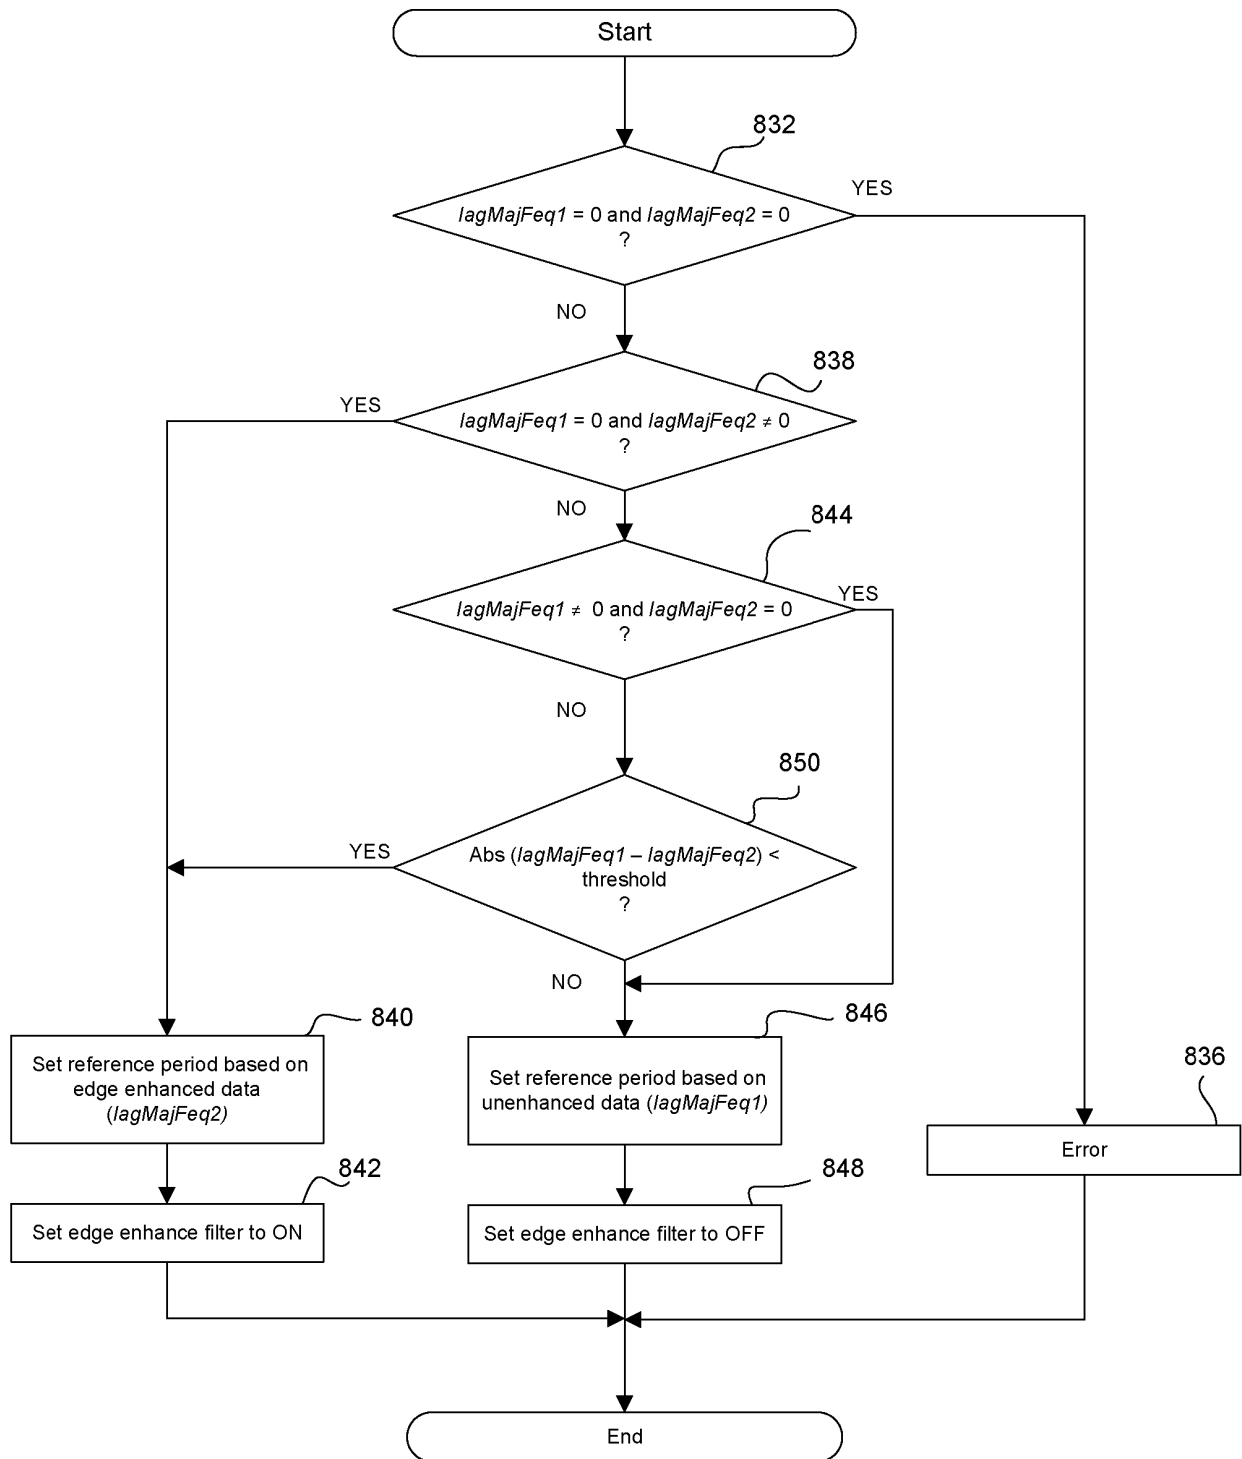 Start
832
YES
lagMajFeq1 = 0 and lagMajFeq2 = 0
?
NO
838
YES
lagMajFeq1 = 0 and lagMajFeq2 ≠ 0
?
NO
844
YES
lagMajFeq1 ≠ 0 and lagMajFeq2 = 0
?
NO
850
YES
Abs (lagMajFeq1 – lagMajFeq2) <
threshold
?
NO
840
Set reference period based on
edge enhanced data
(lagMajFeq2)
846
Set reference period based on
unenhanced data (lagMajFeq1)
836
Error
842
Set edge enhance filter to ON
848
Set edge enhance filter to OFF
End